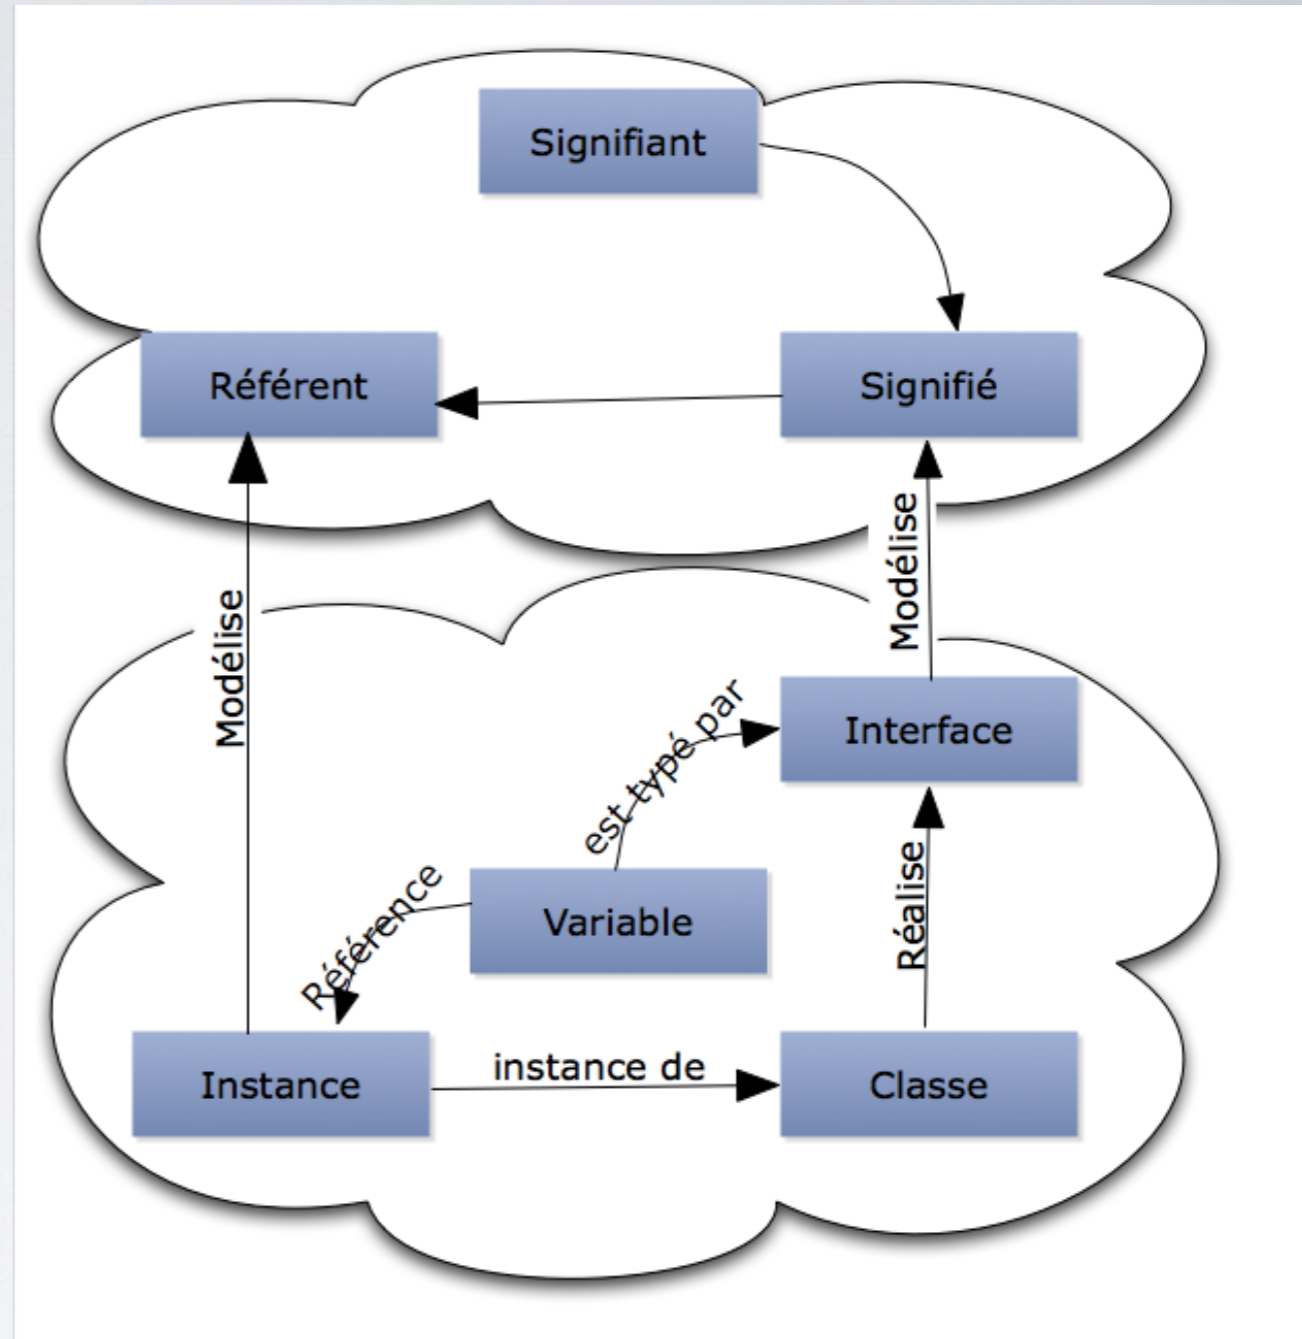 Signifiant
Référent
Signifié
Modélise
Modélise
Interface
est typé par
Variable
Référence
Réalise
Instance
instance de
Classe